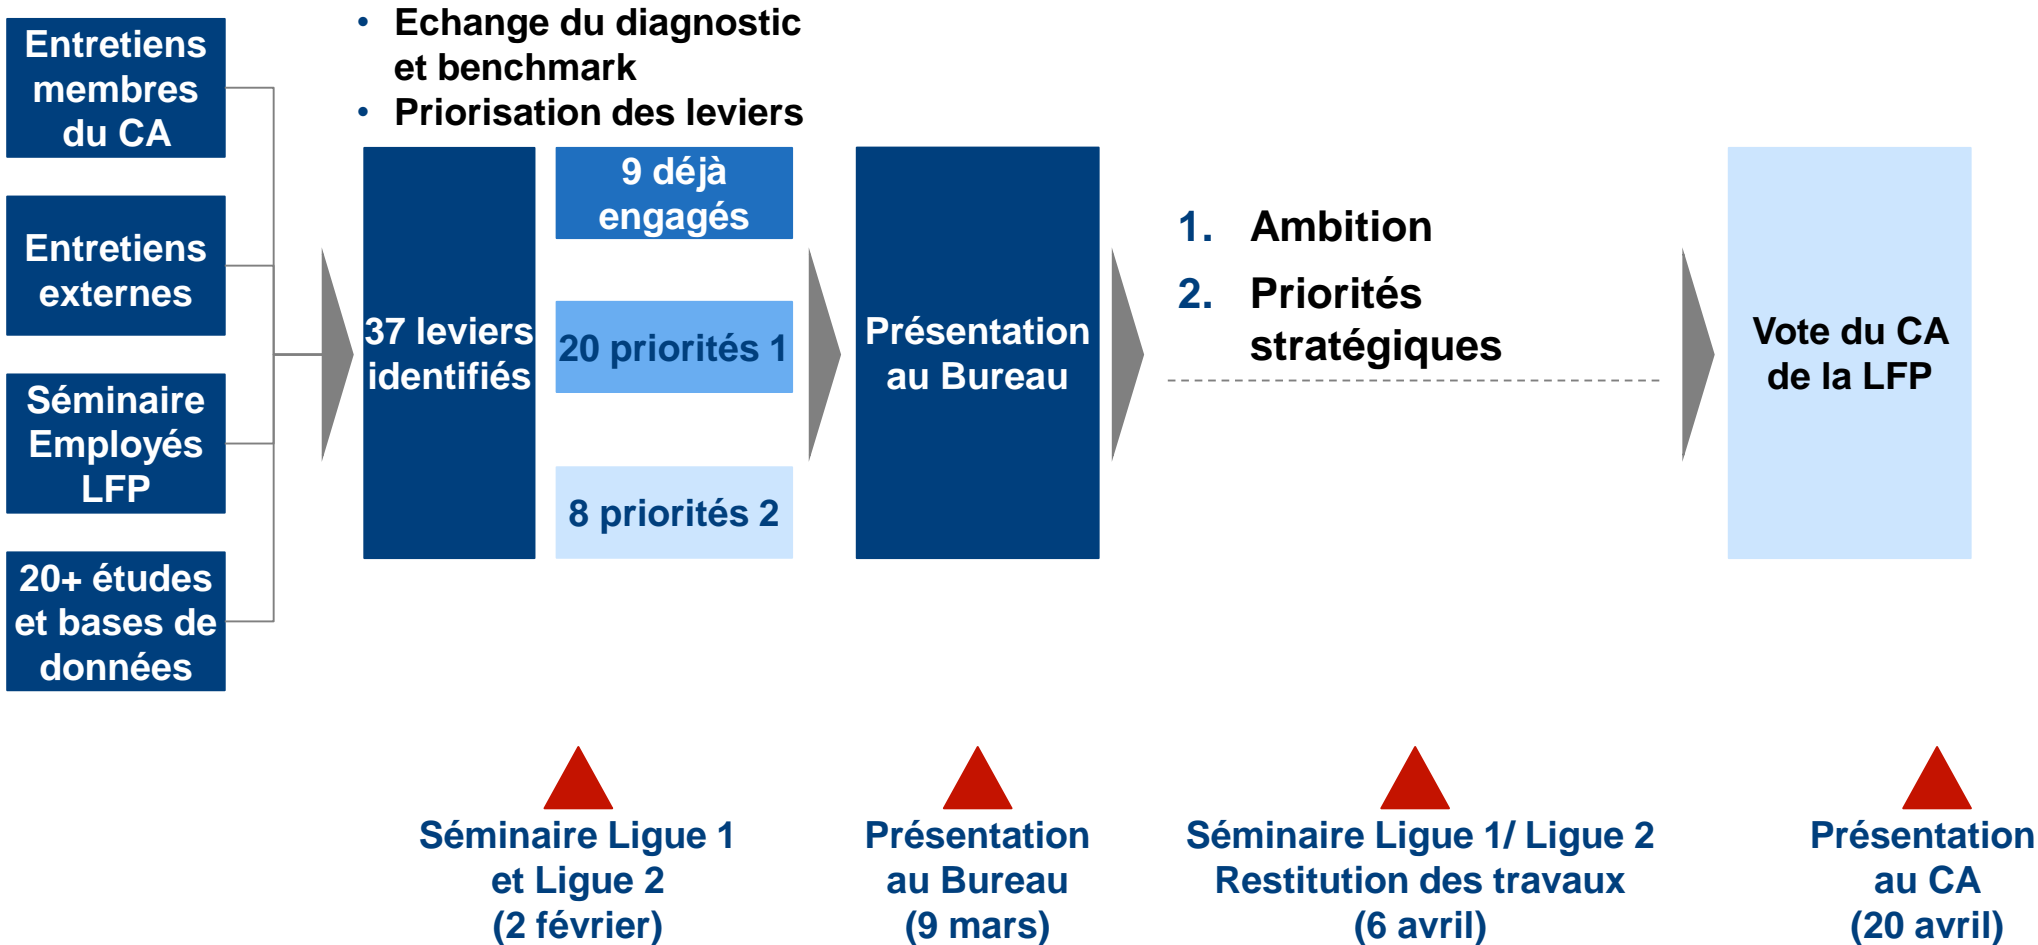 Entretiens
membres
du CA
Entretiens
externes
Séminaire
Employés
LFP
20+ études
et bases de
données
• Echange du diagnostic
et benchmark
• Priorisation des leviers
37 leviers
identifiés
9 déjà
engagés
20 priorités 1
8 priorités 2
Présentation
au Bureau
1. Ambition
2. Priorités
stratégiques
Vote du CA
de la LFP
Séminaire Ligue 1
et Ligue 2
(2 février)
Présentation
au Bureau
(9 mars)
Séminaire Ligue 1/ Ligue 2
Restitution des travaux
(6 avril)
Présentation
au CA
(20 avril)